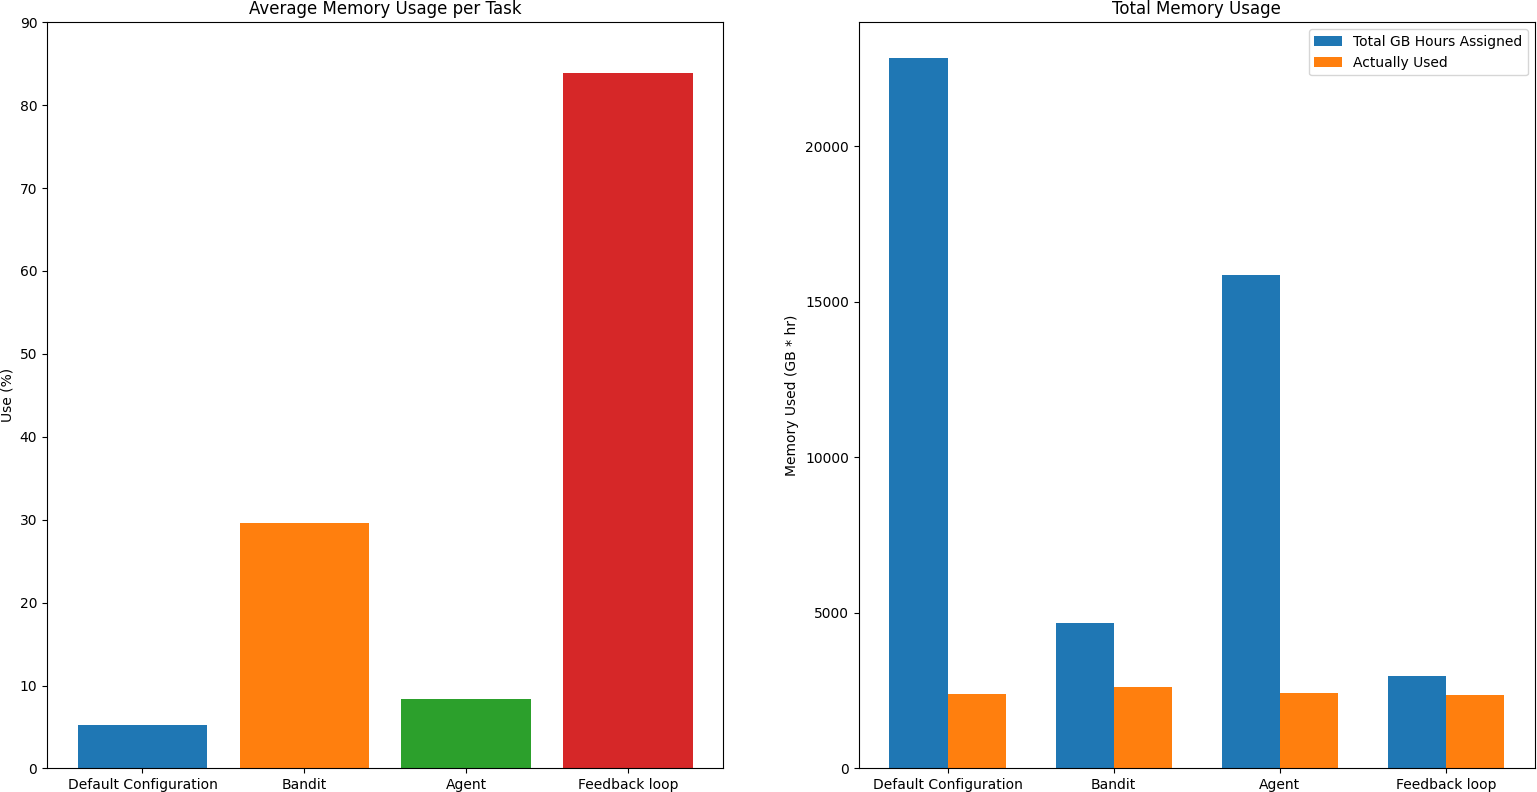 Average Memory Usage per Task
Use (%)
90
80
70
60
50
40
30
20
10
0
Default Configuration
Bandit
Agent
Feedback loop
Total Memory Usage
Total GB Hours Assigned
Actually Used
Memory Used (GB * hr)
20000
15000
10000
5000
0
Default Configuration
Bandit
Agent
Feedback loop